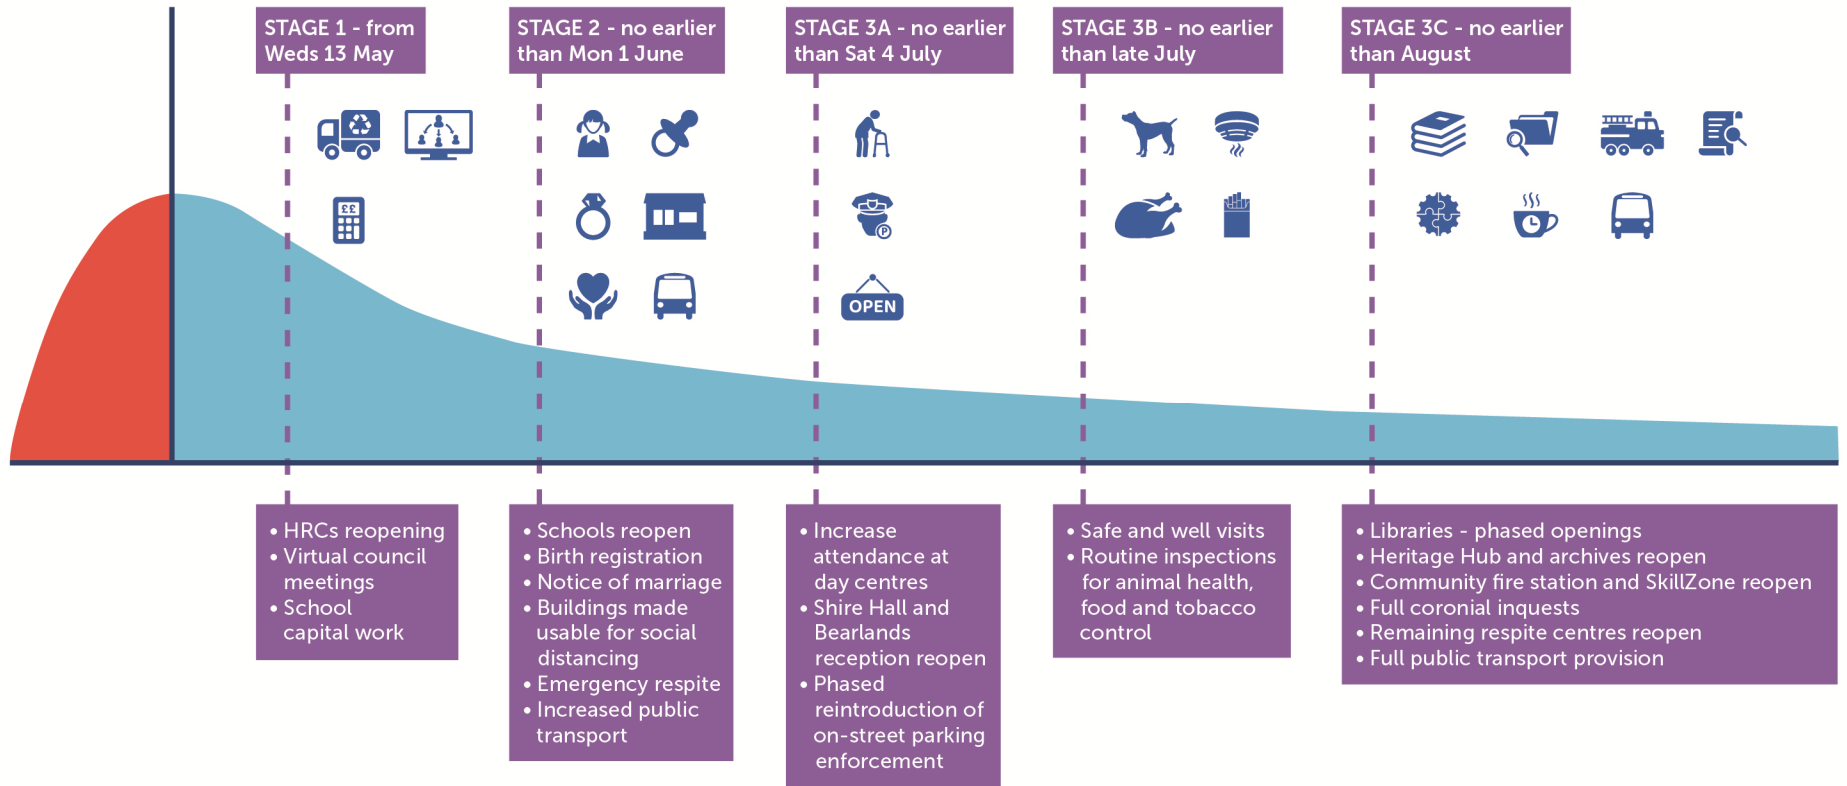 STAGE 1 - from
Weds 13 May
STAGE 2 - no earlier
than Mon 1 June
STAGE 3A - no earlier
than Sat 4 July
STAGE 3B - no earlier
than late July
STAGE 3C - no earlier
than August
££
P
OPEN
• HRCs reopening
• Virtual council
meetings
• School
capital work
• Schools reopen
• Birth registration
• Notice of marriage
• Buildings made
usable for social
distancing
• Emergency respite
• Increased public
transport
• Increase
attendance at
day centres
• Shire Hall and
Bearlands
reception reopen
• Phased
reintroduction of
on-street parking
enforcement
• Safe and well visits
• Routine inspections
for animal health,
food and tobacco
control
• Libraries - phased openings
• Heritage Hub and archives reopen
• Community fire station and SkillZone reopen
• Full coronial inquests
• Remaining respite centres reopen
• Full public transport provision